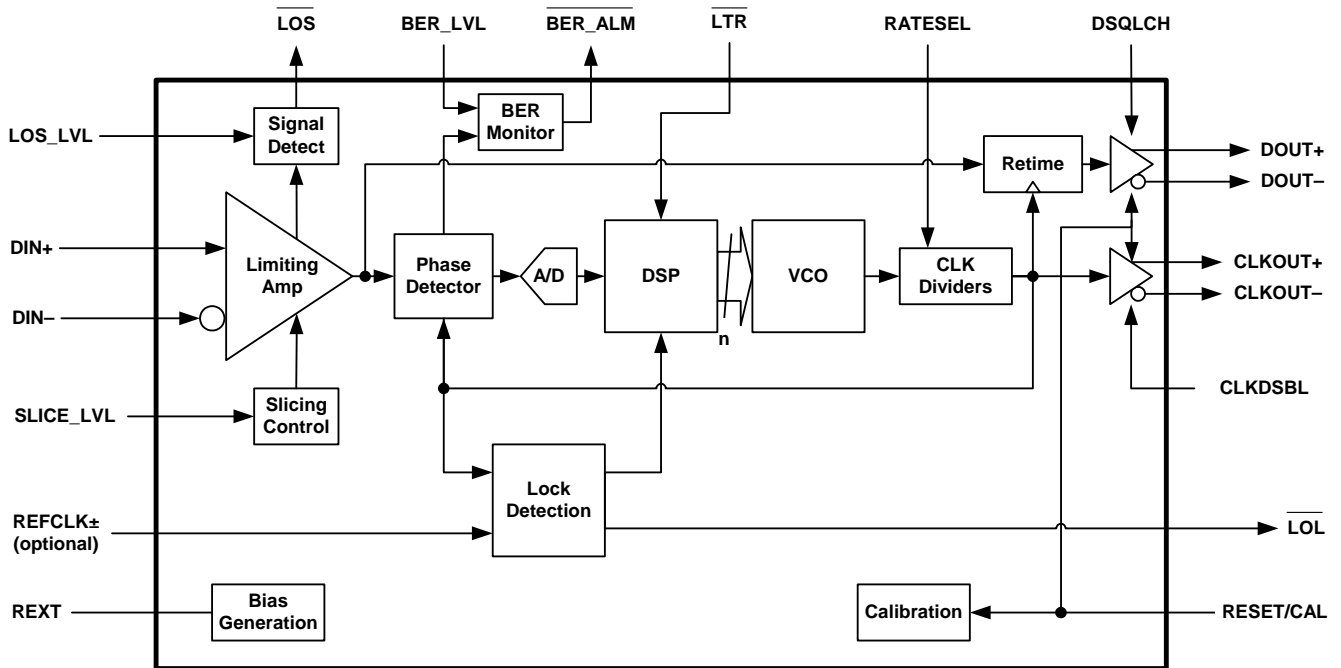 LOS
BER_LVL
BER_ALM
LTR
RATESEL
DSQLCH
LOS_LVL
Signal
Detect
BER
Monitor
Retime
DOUT+
DOUT–
DIN+
DIN–
Limiting
Amp
Phase
Detector
A/D
DSP
n
VCO
CLK
Dividers
CLKOUT+
CLKOUT–
SLICE_LVL
Slicing
Control
CLKDSBL
REFCLK±
(optional)
Lock
Detection
LOL
REXT
Bias
Generation
Calibration
RESET/CAL